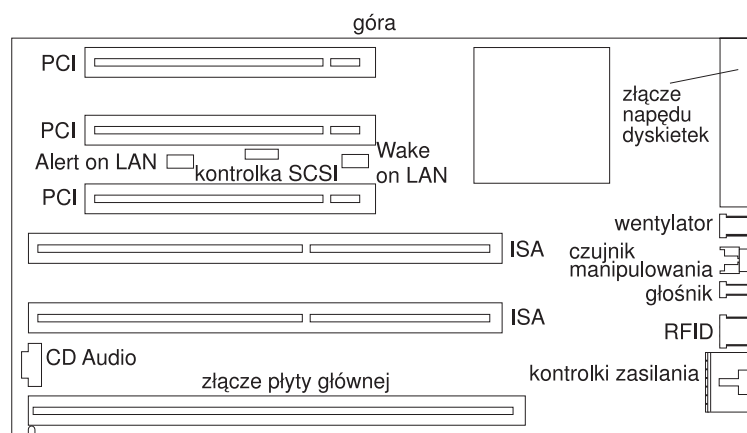 góra
PCI
złącze
napędu
dyskietek
PCI
Alert on LAN
kontrolka SCSI
Wake
on LAN
PCI
wentylator
ISA
czujnik
manipulowania
głośnik
ISA
RFID
CD Audio
kontrolki zasilania
złącze płyty głównej